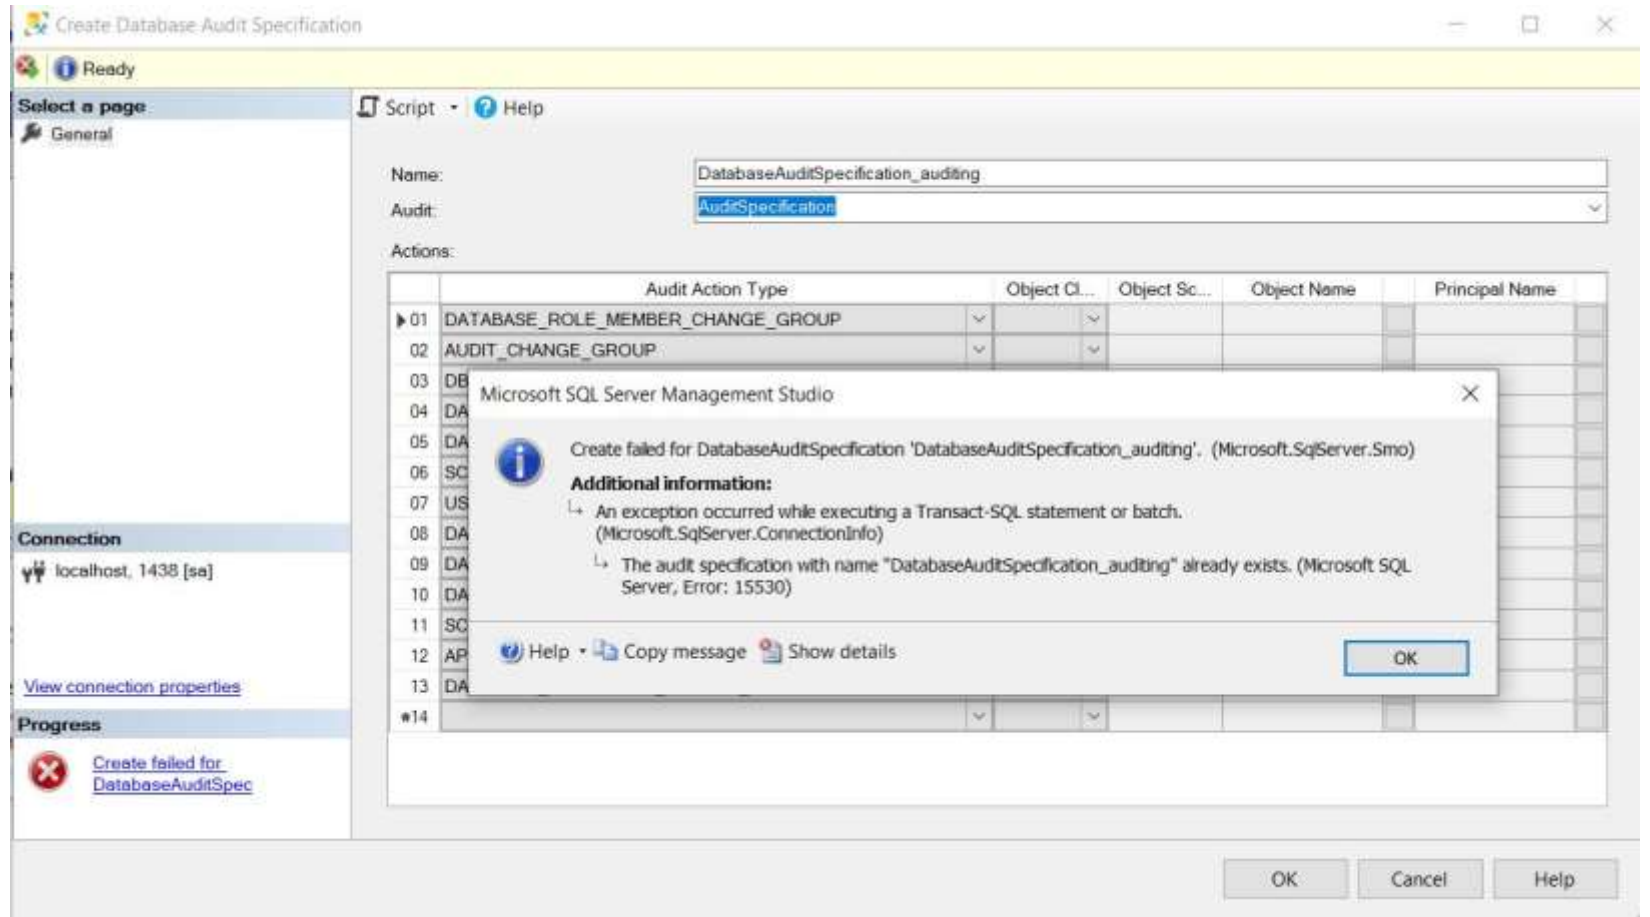 Create Database Audit Specification
Ready
Select a page
General
Script
Help
Name:
DatabaseAuditSpecification_auditing
Audit:
AuditSpecification
Actions:
Audit Action Type Object Cl... Object Sc... Object Name Principal Name
01 DATABASE_ROLE_MEMBER_CHANGE_GROUP
02 AUDIT_CHANGE_GROUP
03 DB
04 DA
05 DA
06 SC
07 US
08 DA
09 DA
10 DA
11 SC
12 AP
13 DA
*14
Microsoft SQL Server Management Studio
Create failed for DatabaseAuditSpecification 'DatabaseAuditSpecification_auditing'. (Microsoft.SqlServer.Smo)
Additional information:
An exception occurred while executing a Transact-SQL statement or batch.
(Microsoft.SqlServer.ConnectionInfo)
The audit specification with name "DatabaseAuditSpecification_auditing" already exists. (Microsoft SQL
Server, Error: 15530)
Help
Copy message
Show details
OK
Connection
localhost, 1438 [sa]
View connection properties
Progress
Create failed for
DatabaseAuditSpec
OK
Cancel
Help